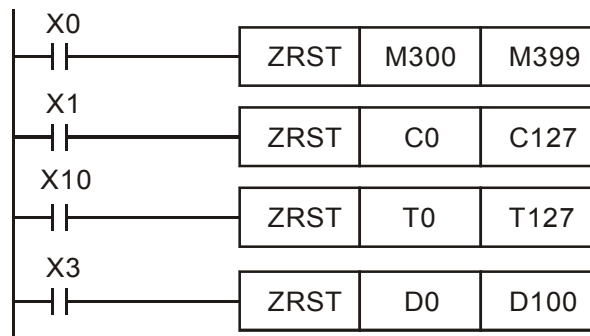 X0
ZRST M300 M399
X1
ZRST C0 C127
X10
ZRST T0 T127
X3
ZRST D0 D100